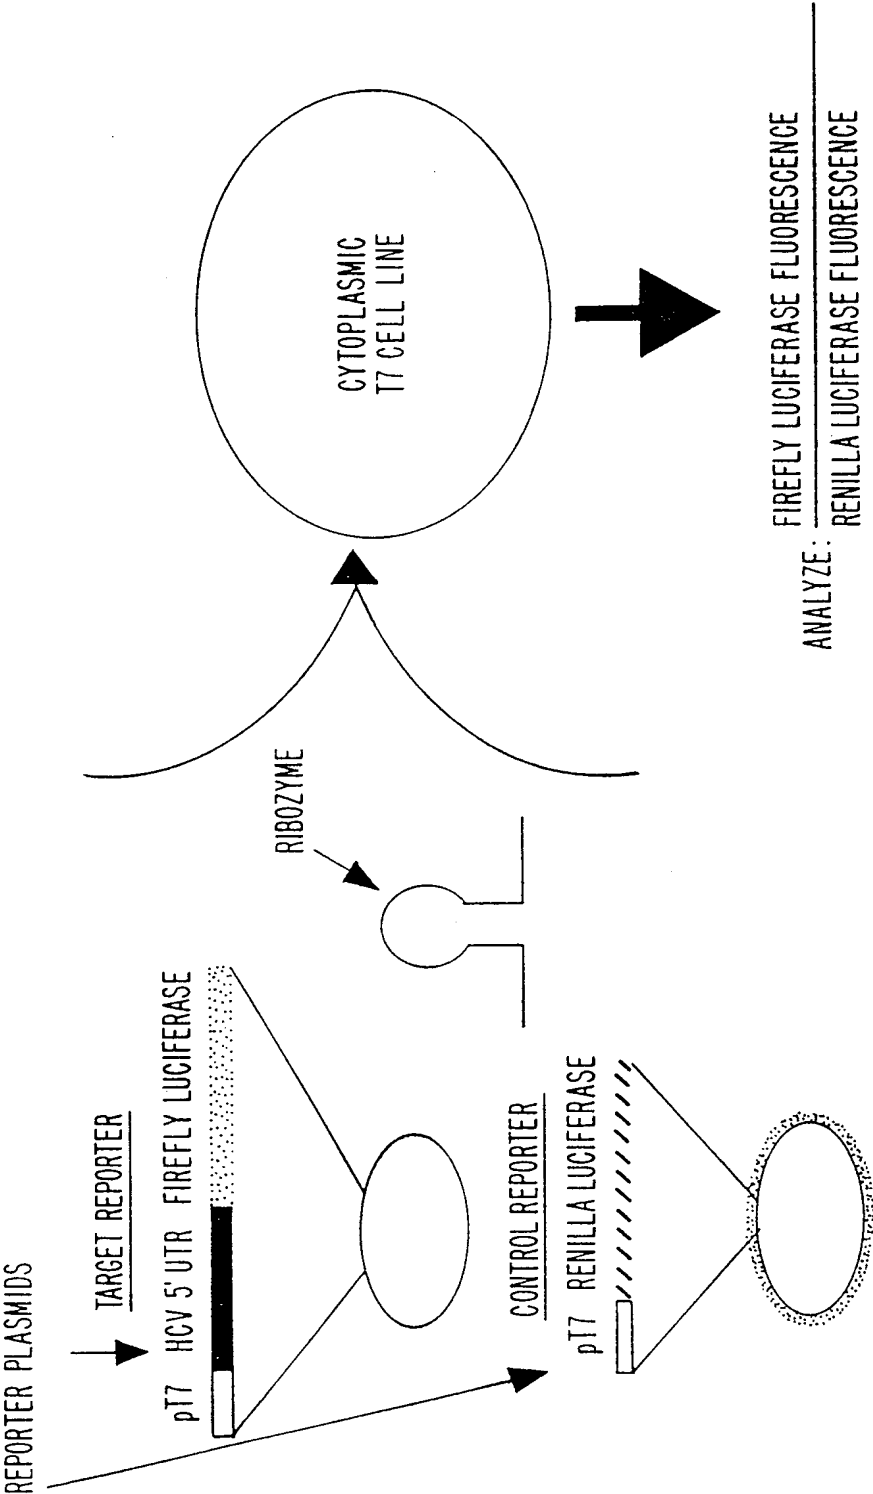 REPORTER PLASMIDS
TARGET REPORTER
pT7 HCV 5' UTR FIREFLY LUCIFERASE
RIBOZYME
CONTROL REPORTER
pT7 RENILLA LUCIFERASE
CYTOPLASMIC
T7 CELL LINE
ANALYZE: FIREFLY LUCIFERASE FLUORESCENCE
RENILLA LUCIFERASE FLUORESCENCE